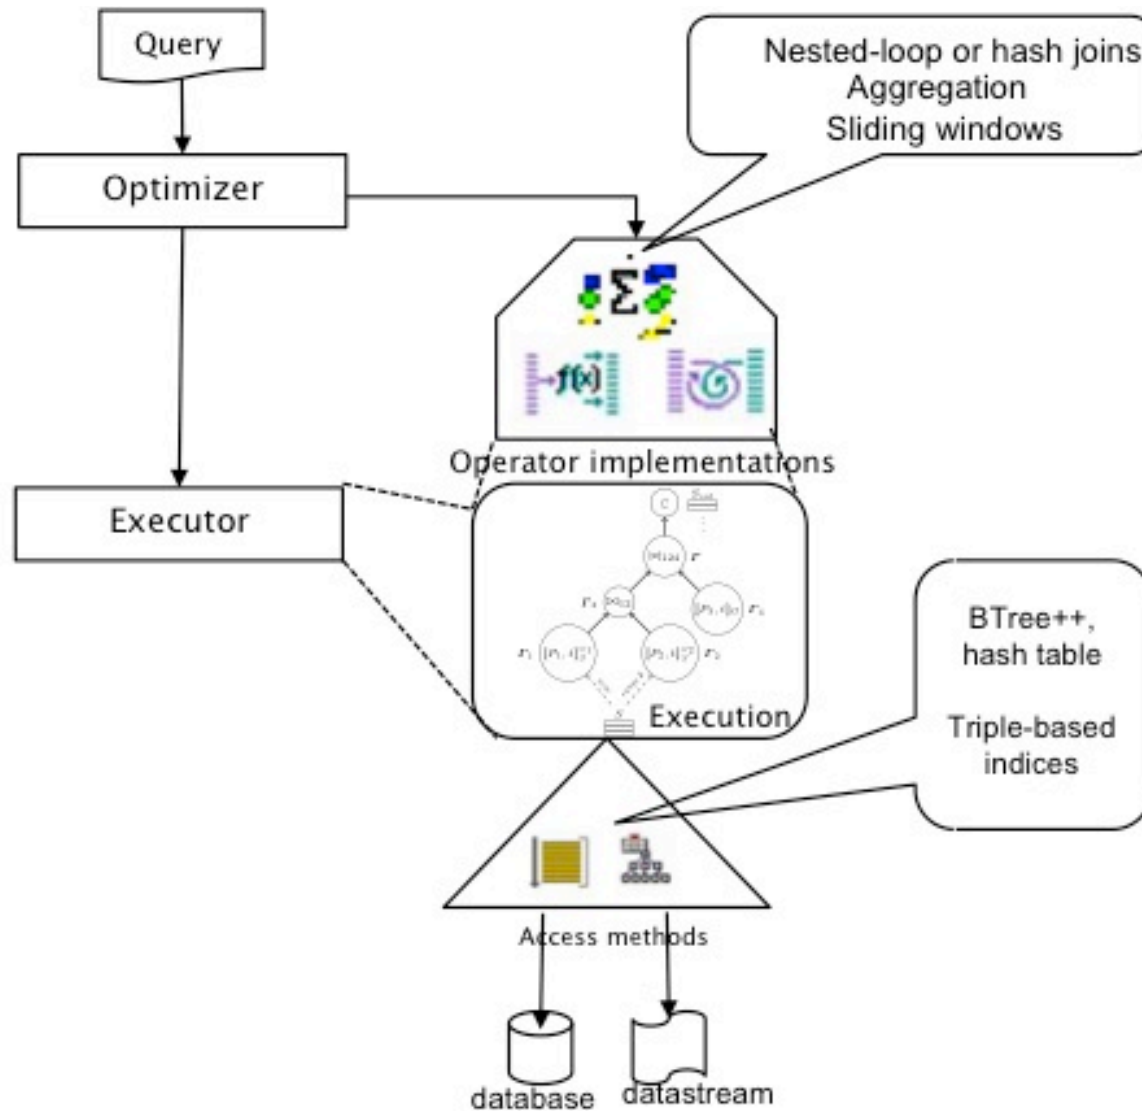 Query
Nested-loop or hash joins
Aggregation
Sliding windows
Optimizer
Σ
f(x)
Operator implementations
Executor
C
r
Execution
BTree++,
hash table
Triple-based
indices
Access methods
database
datastream